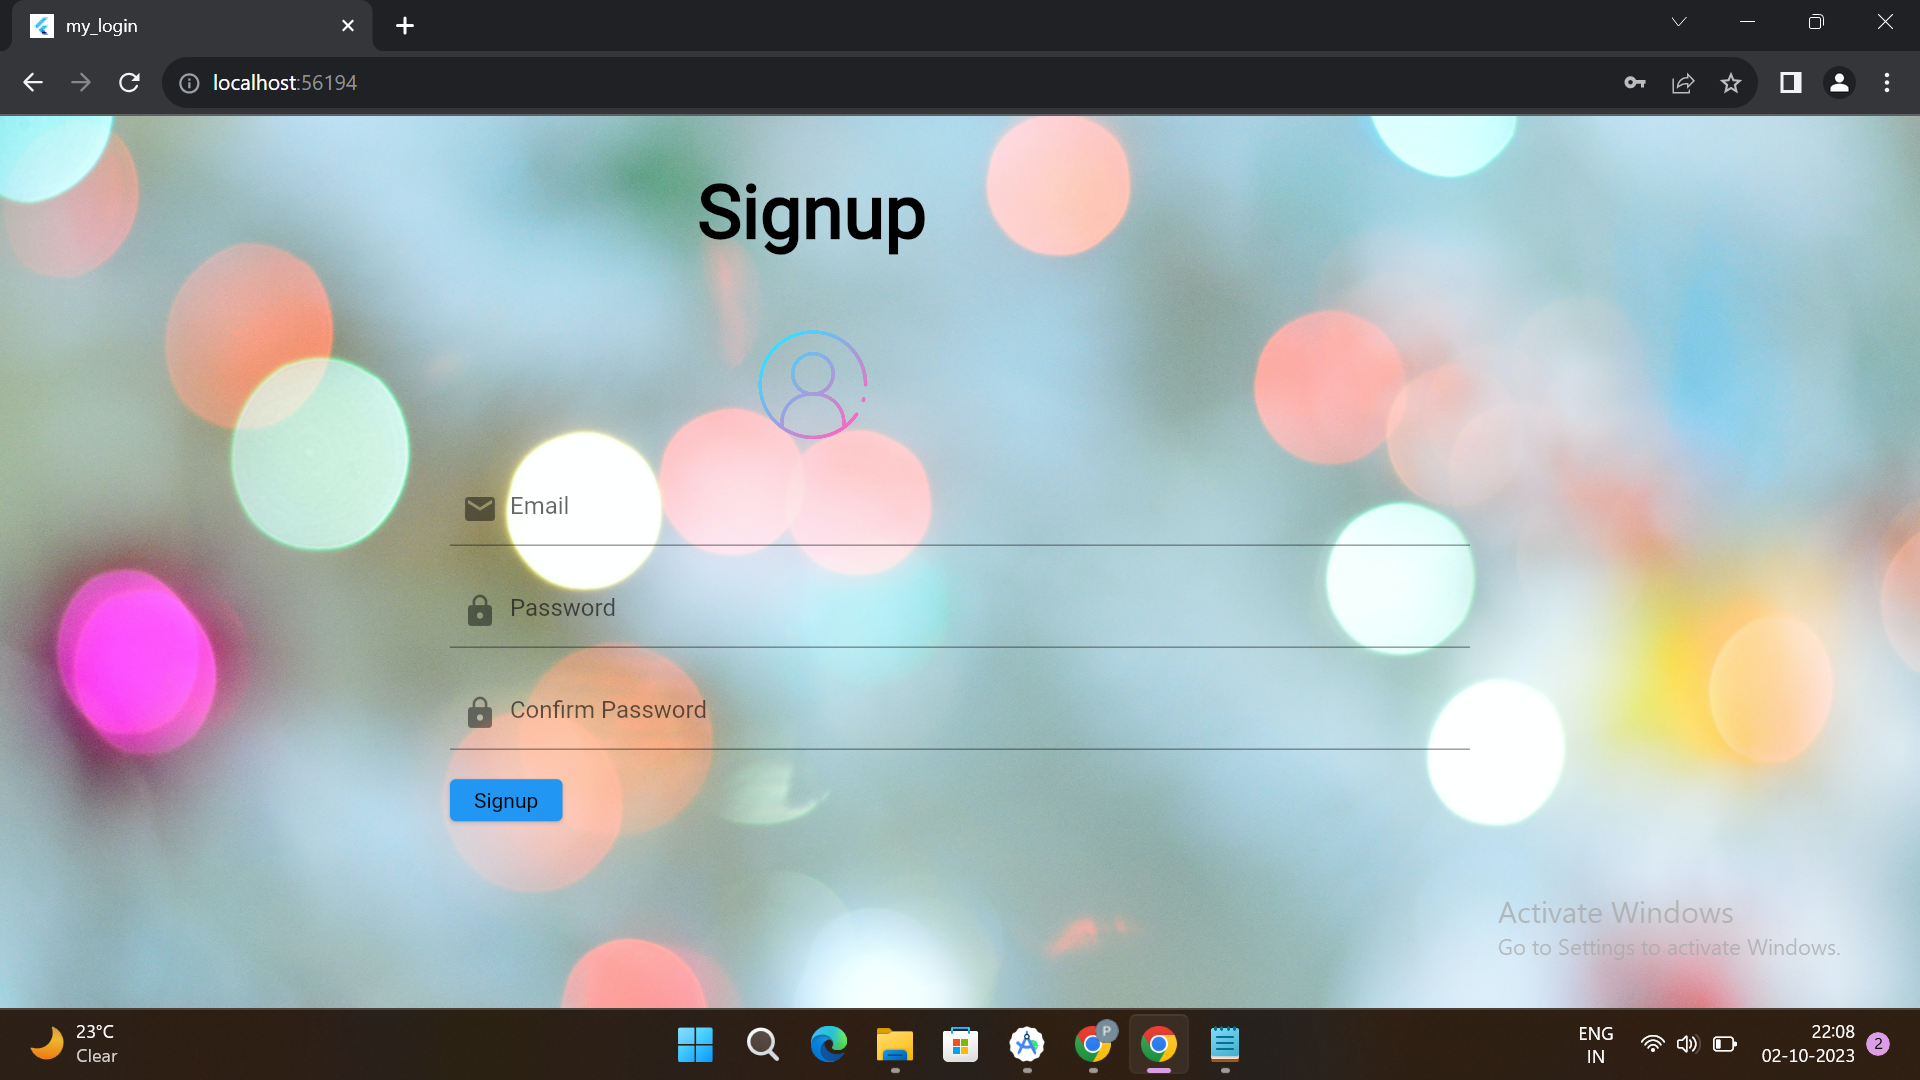 my_login
localhost:56194
Signup
Email
Password
Confirm Password
Signup
Activate Windows
Go to Settings to activate Windows.
23°C
Clear
P
ENG
IN
22:08
02-10-2023
2